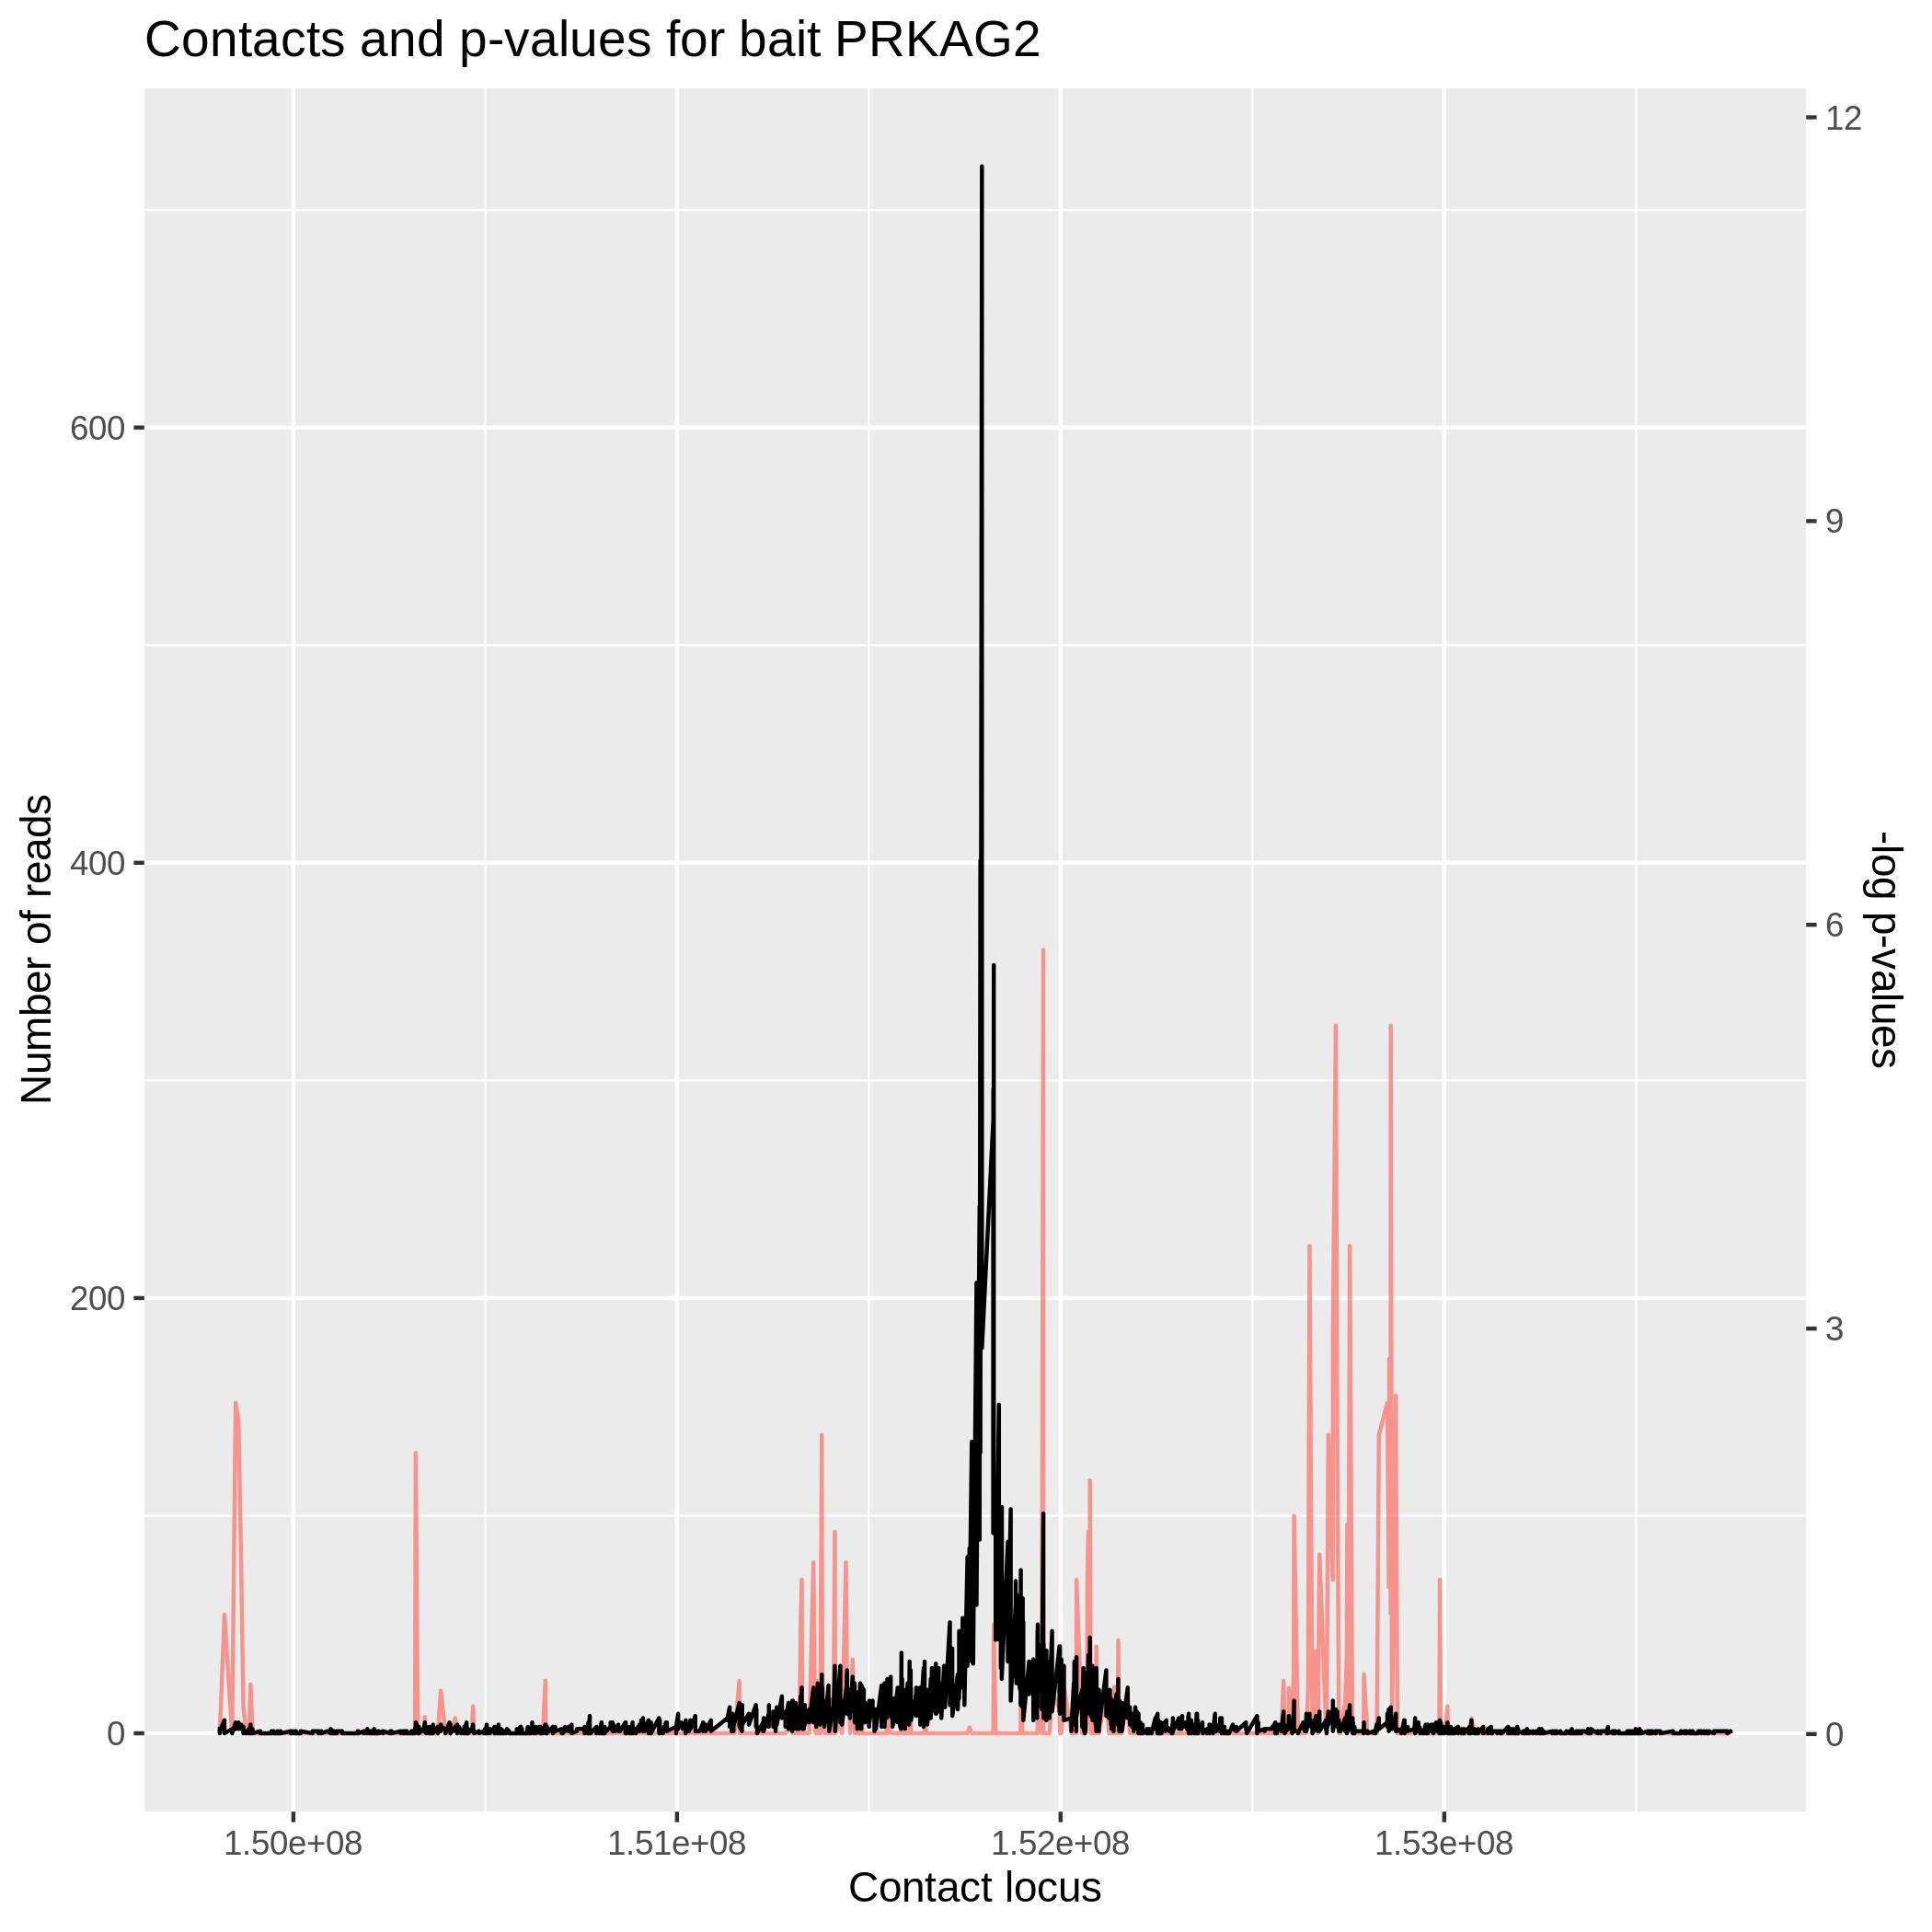 Contacts and p-values for bait PRKAG2
12
9
6
3
0
-log p-values
600
400
200
0
Number of reads
1.50e+08 1.51e+08 1.52e+08 1.53e+08
Contact locus